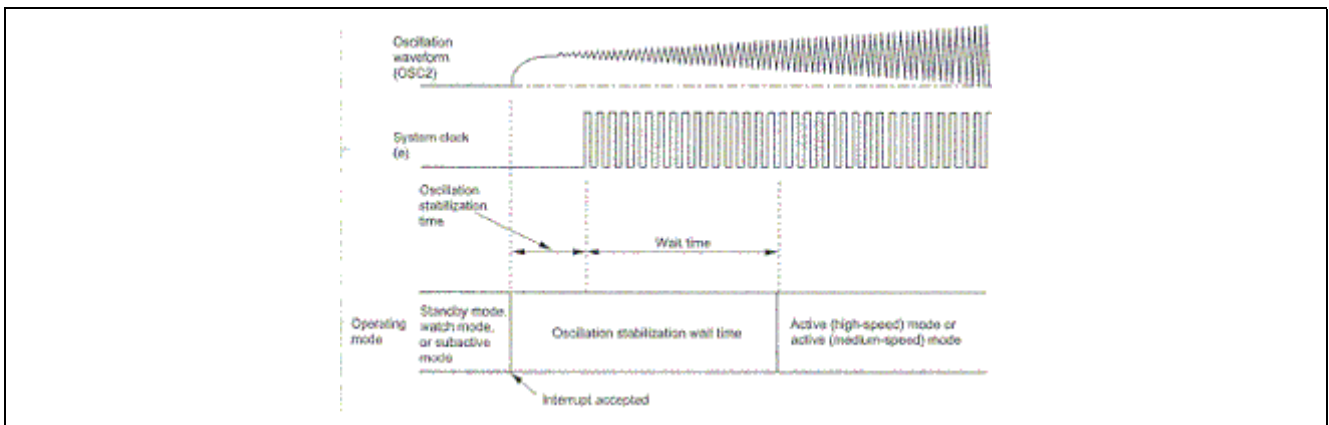 Oscillation
waveform
(OSC2)
System clock
(ø)
Oscillation
stabilization
time
Wait time
Operating
mode
Standby mode,
watch mode,
or subactive
mode
Oscillation stabilization wait time
Active (high-speed) mode or
active (medium-speed) mode
Interrupt accepted